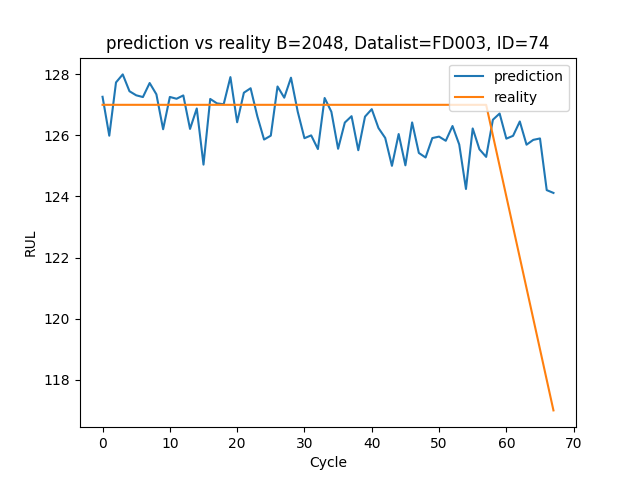 prediction vs reality B=2048, Datalist=FD003, ID=74
prediction
reality
RUL
128
126
124
122
120
118
0 10 20 30 40 50 60 70
Cycle